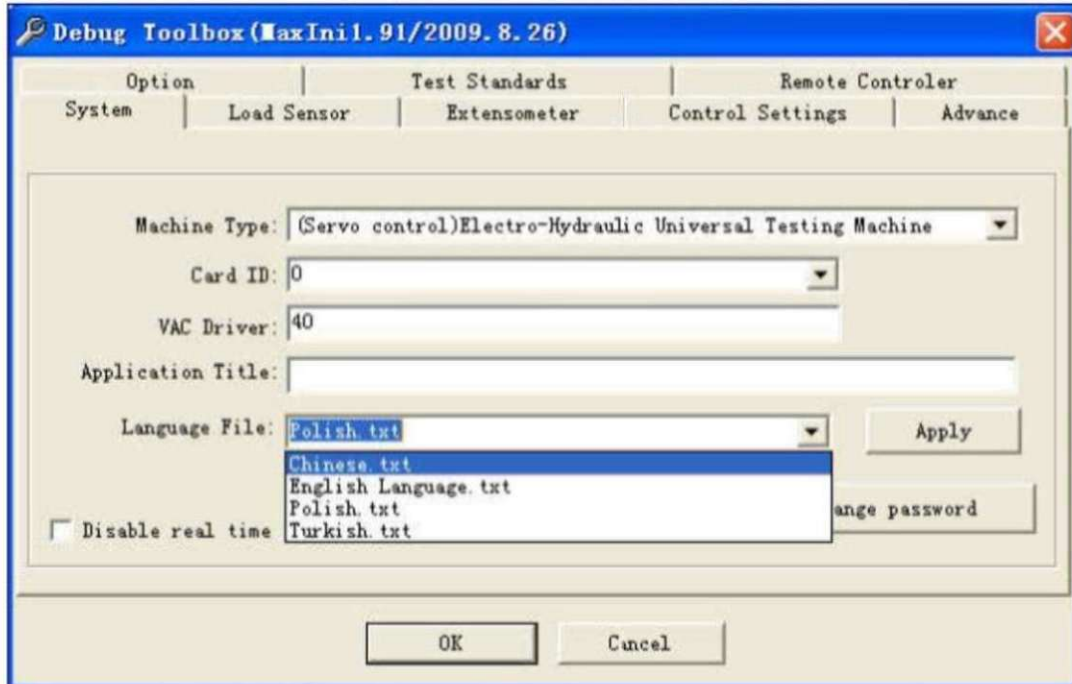 Debug Toolbox(MaxIni1.91/2009.8.26)
Option Test Standards Remote Controler
System Load Sensor Extensometer Control Settings Advance
Machine Type: (Servo control)Electro-Hydraulic Universal Testing Machine
Card ID: 0
VAC Driver: 40
Application Title:
Language File: Polish.txt Apply
Chinese.txt
English Language.txt
Polish.txt ange password
Disable real time Turkish.txt
OK Cancel